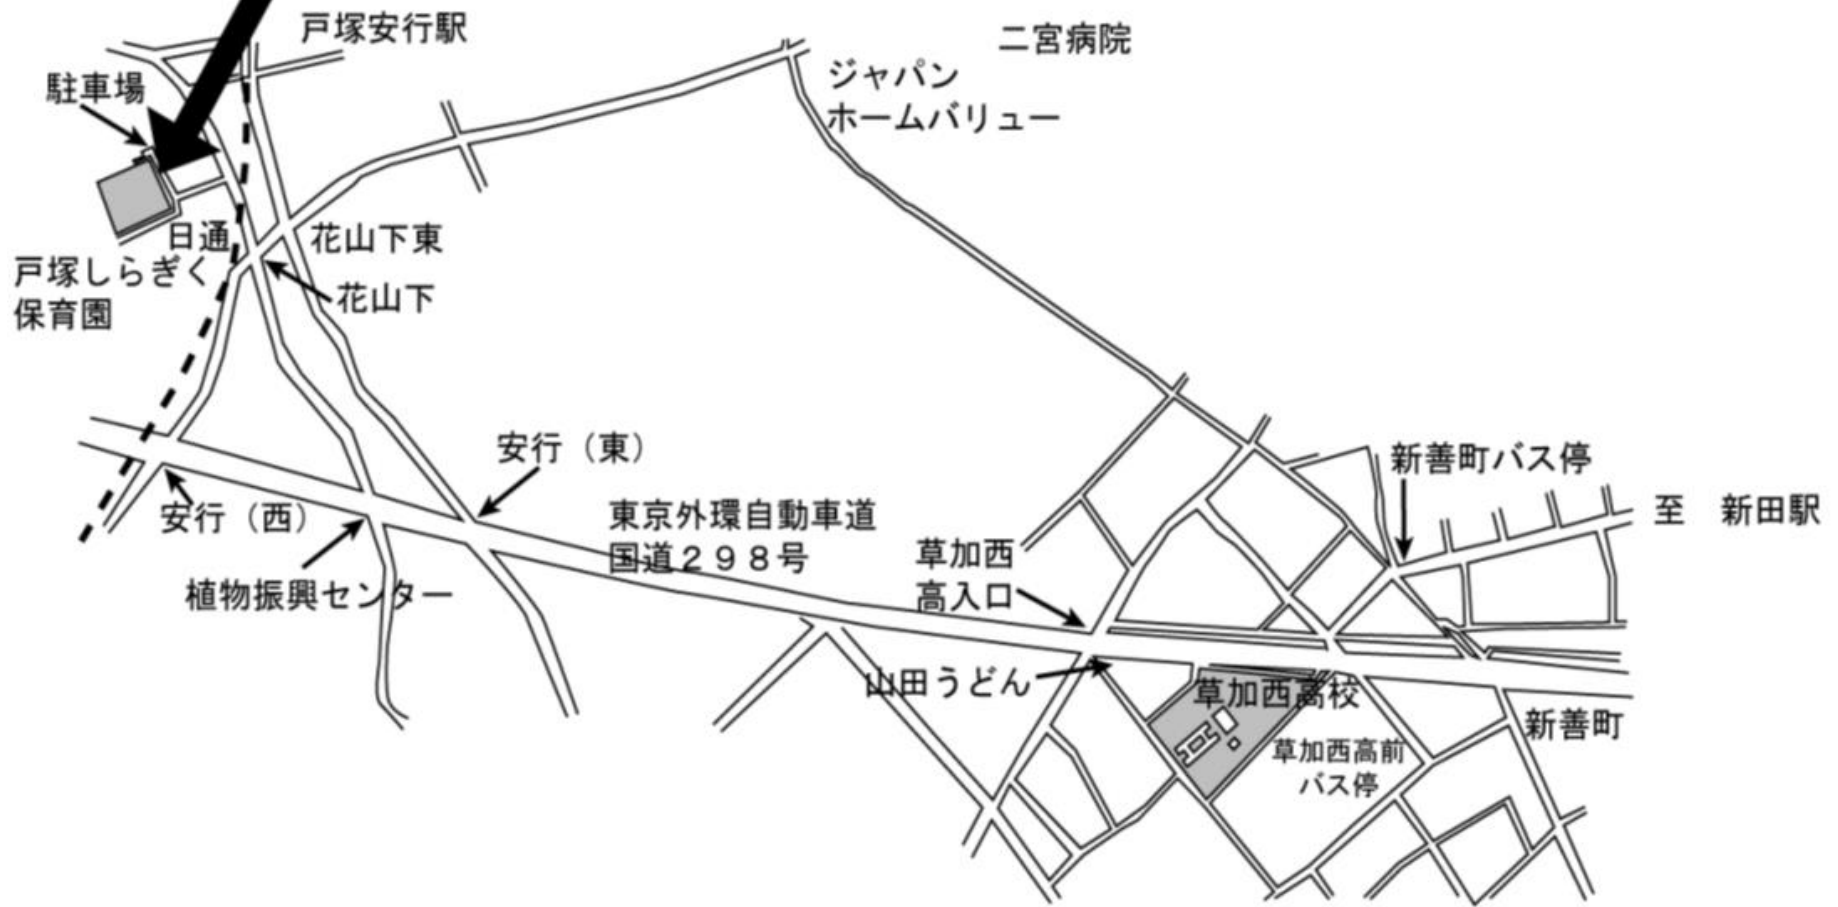 戸塚安行駅
二宮病院
駐車場
ジャパン
ホームバリュー
日通
花山下東
戸塚しらぎく
保育園
花山下
安行（東）
新善町バス停
安行（西）
東京外環自動車道
国道２９８号
至　新田駅
草加西
高入口
植物振興センター
山田うどん
草加西高校
新善町
草加西高前
バス停